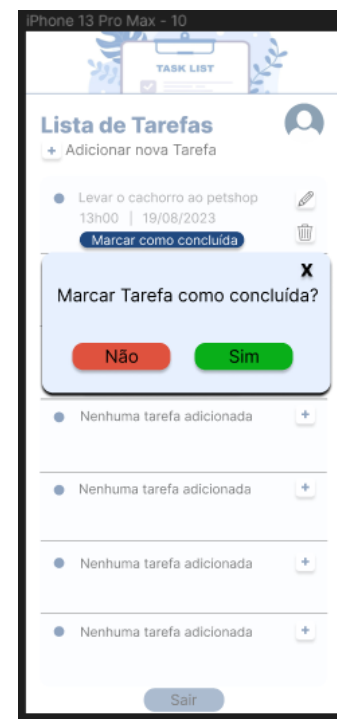 iPhone 13 Pro Max - 10
TASK LIST
Lista de Tarefas
+ Adicionar nova Tarefa
Levar o cachorro ao petshop
13h00 | 19/08/2023
Marcar como concluída
X
Marcar Tarefa como concluída?
Não Sim
Nenhuma tarefa adicionada +
Nenhuma tarefa adicionada +
Nenhuma tarefa adicionada +
Nenhuma tarefa adicionada +
Sair